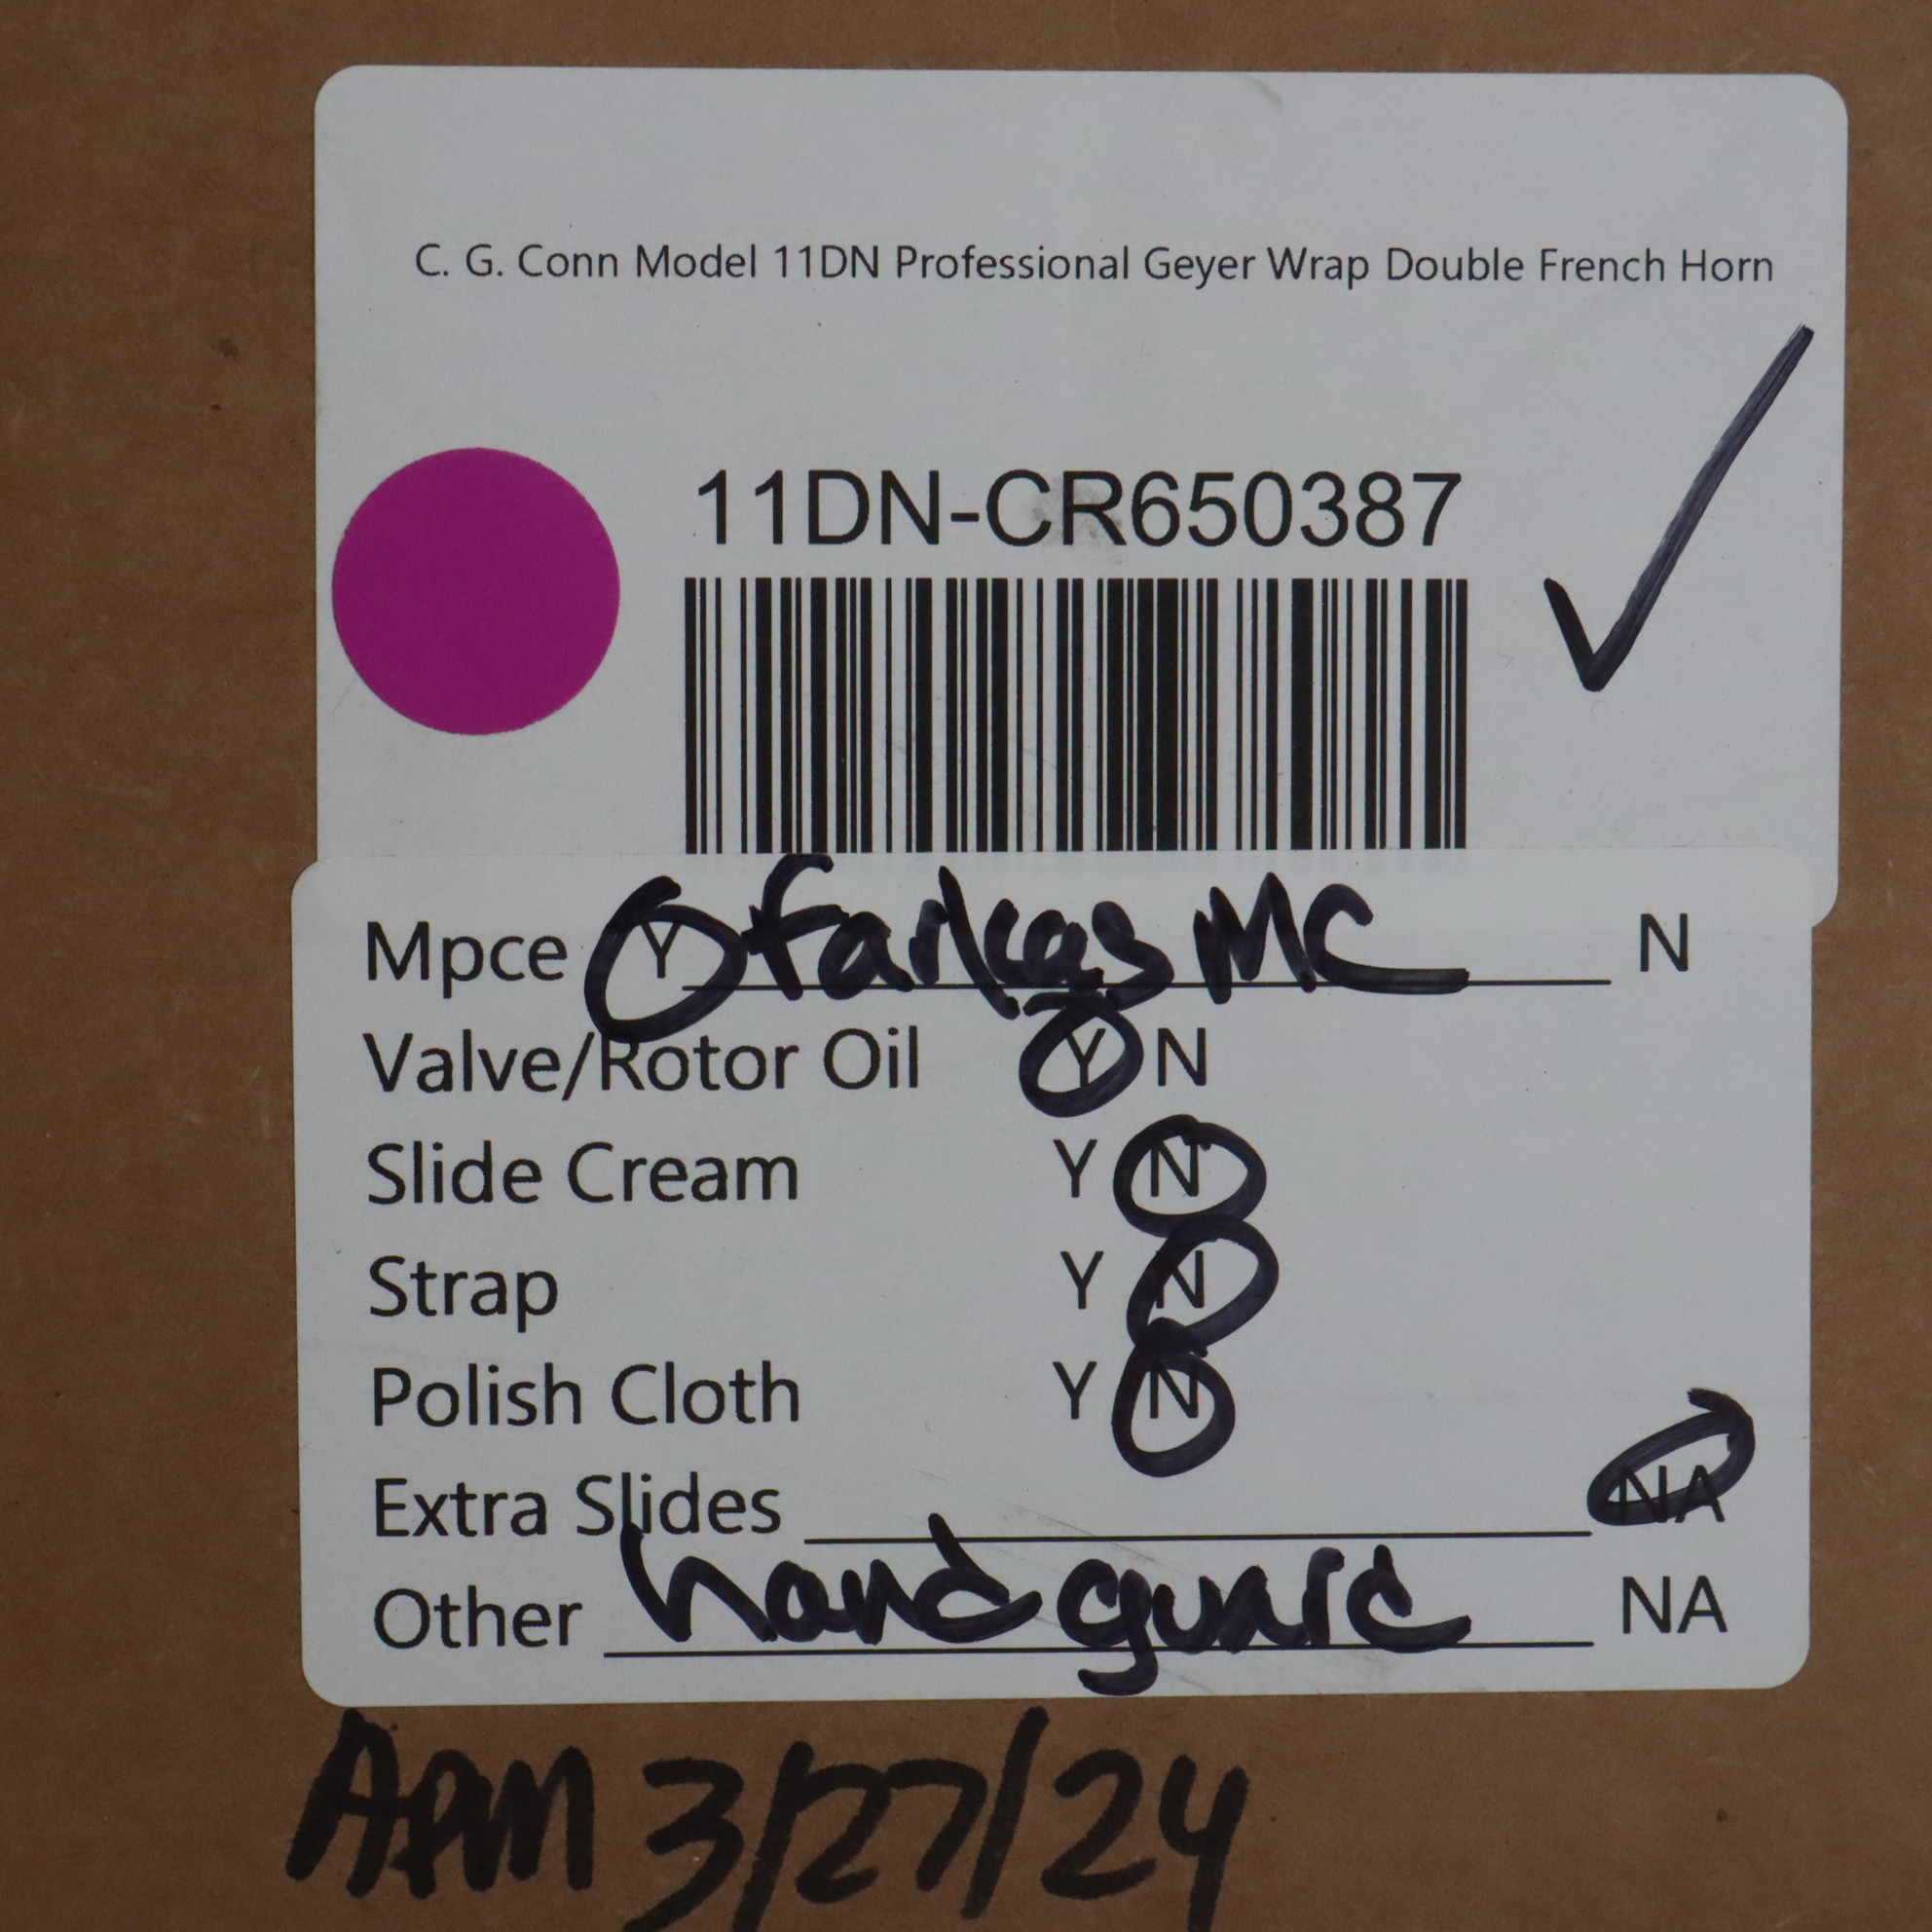 C. G. Conn Model 11DN Professional Geyer Wrap Double French Horn
11DN-CR650387
Mpce Y farkas MC N
Valve/Rotor Oil Y N
Slide Cream Y N
Strap Y N
Polish Cloth Y N
Extra Slides NA
Other hand guard NA
AAM 3/27/24